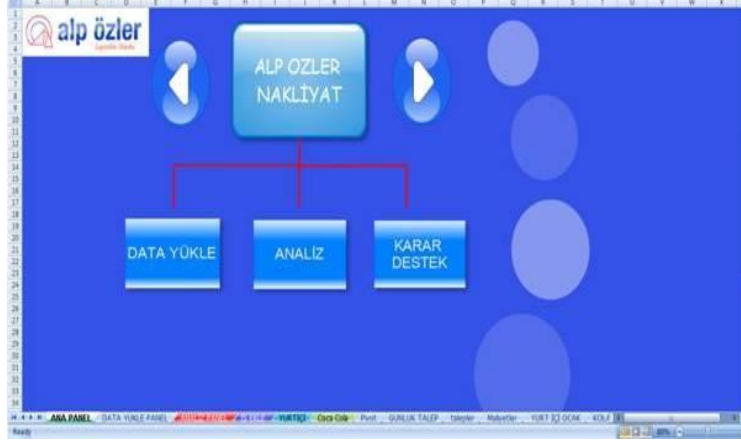 alp özler
ALP OZLER
NAKLİYAT
DATA YÜKLE
ANALİZ
KARAR
DESTEK
ANA PANEL
DATA YUKLE PANEL
YURTİÇİ
Coca Cola
Pivot
GUNLUK TALEP
talepler
Maliyetler
YURT İÇİ OCAK
Ready
80%